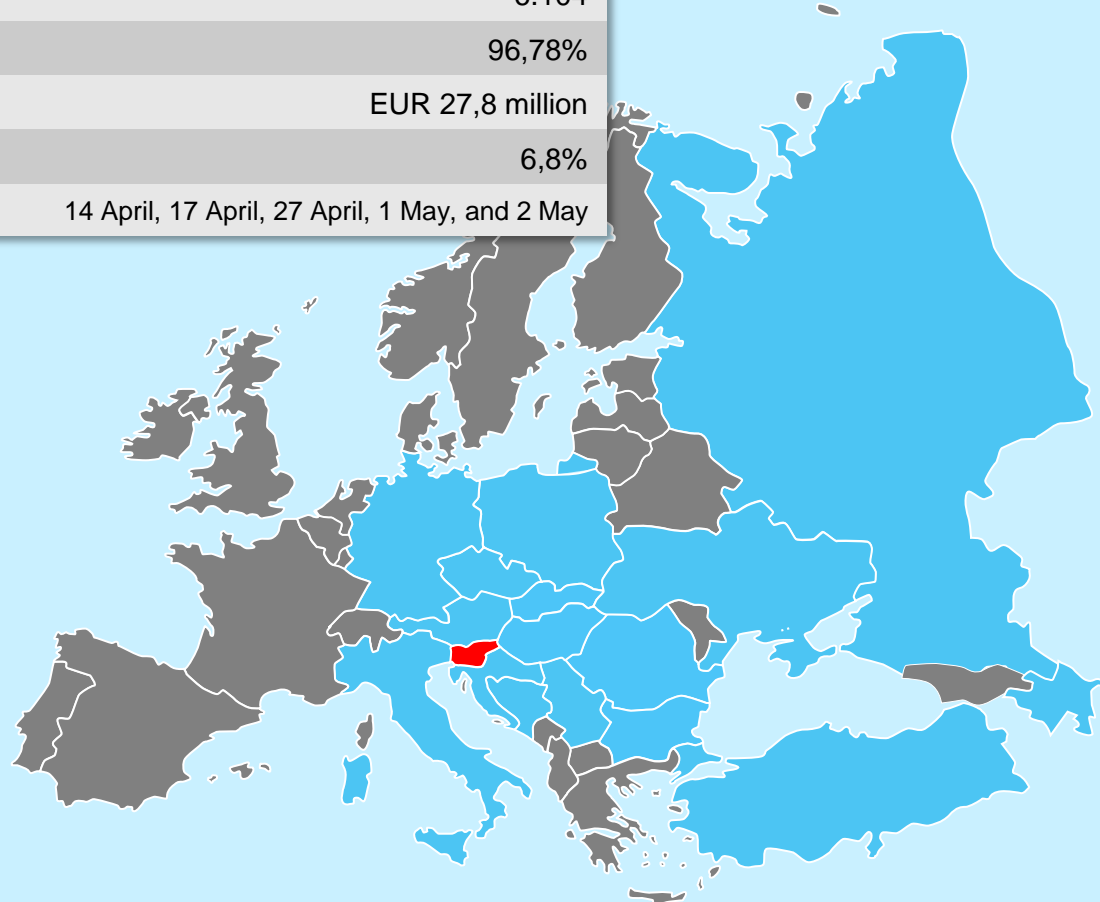 96,78%
EUR 27,8 million
6,8%
14 April, 17 April, 27 April, 1 May, and 2 May